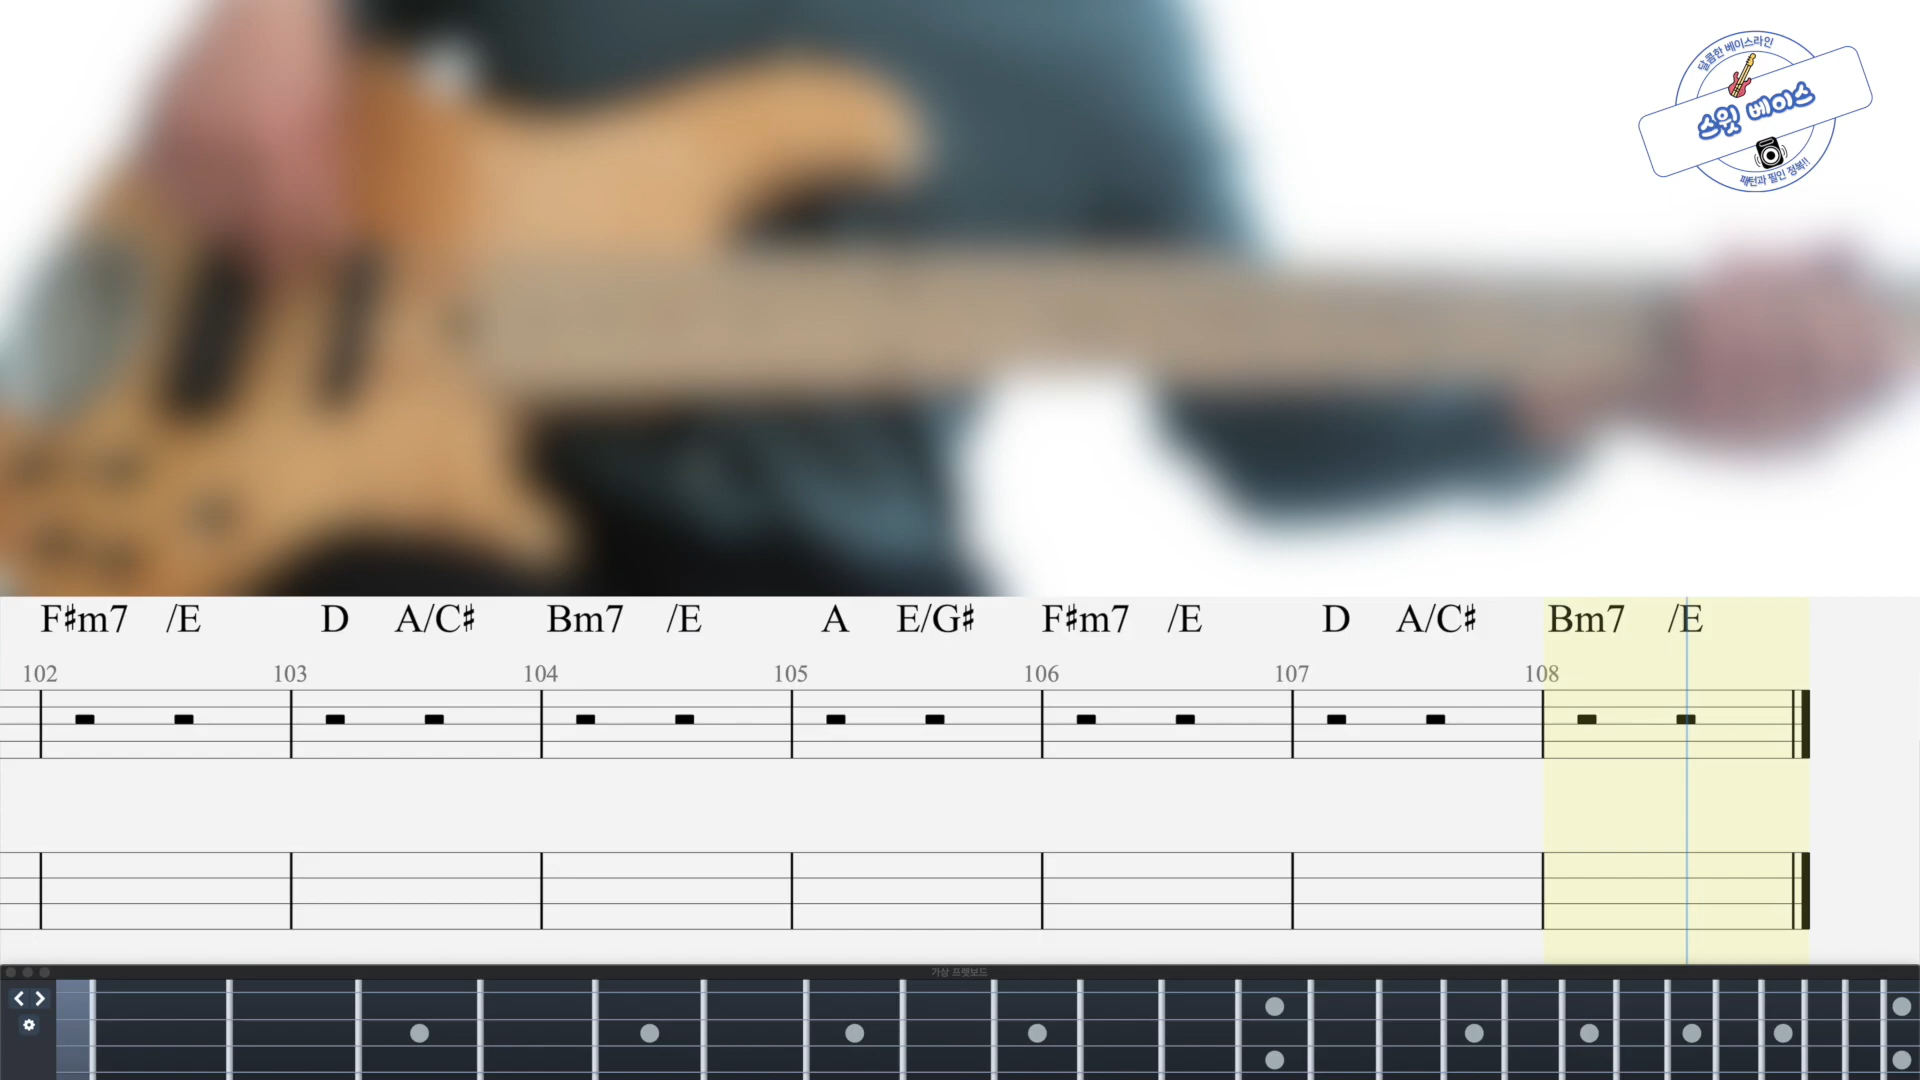 달콤한 베이스라인
스윗 베이스
패턴과 필인 정복!!
F♯m7 /E D A/C♯ Bm7 /E A E/G♯ F♯m7 /E D A/C♯ Bm7 /E
102 103 104 105 106 107 108
가상 프렛보드